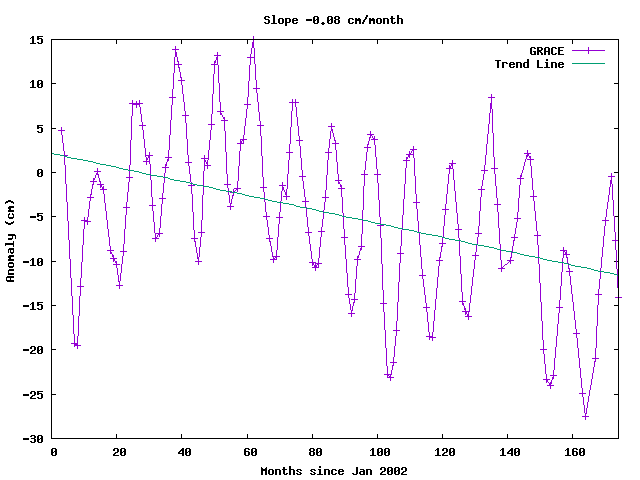 Slope -0.08 cm/month
GRACE
Trend Line
15
10
5
0
-5
-10
-15
-20
-25
-30
Anomaly (cm)
0 20 40 60 80 100 120 140 160
Months since Jan 2002